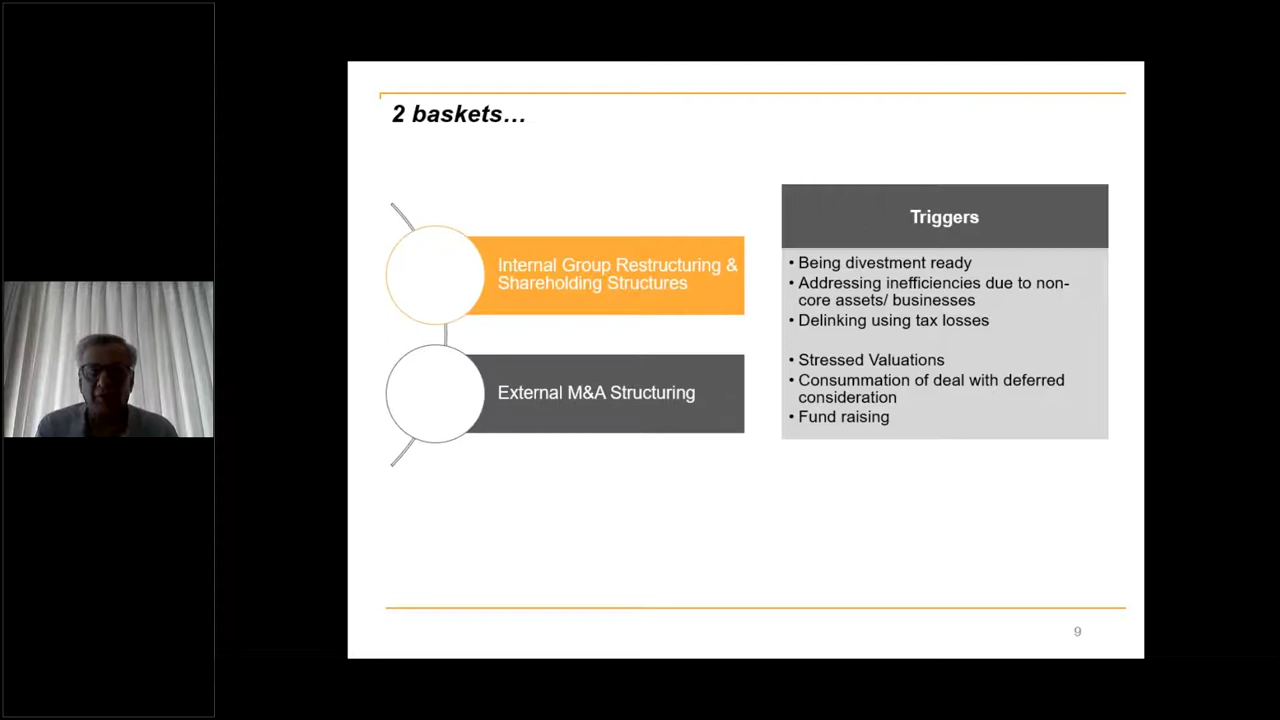 2 baskets…
Internal Group Restructuring &
Shareholding Structures
External M&A Structuring
Triggers
• Being divestment ready
• Addressing inefficiencies due to non-
core assets/ businesses
• Delinking using tax losses
• Stressed Valuations
• Consummation of deal with deferred
consideration
• Fund raising
9